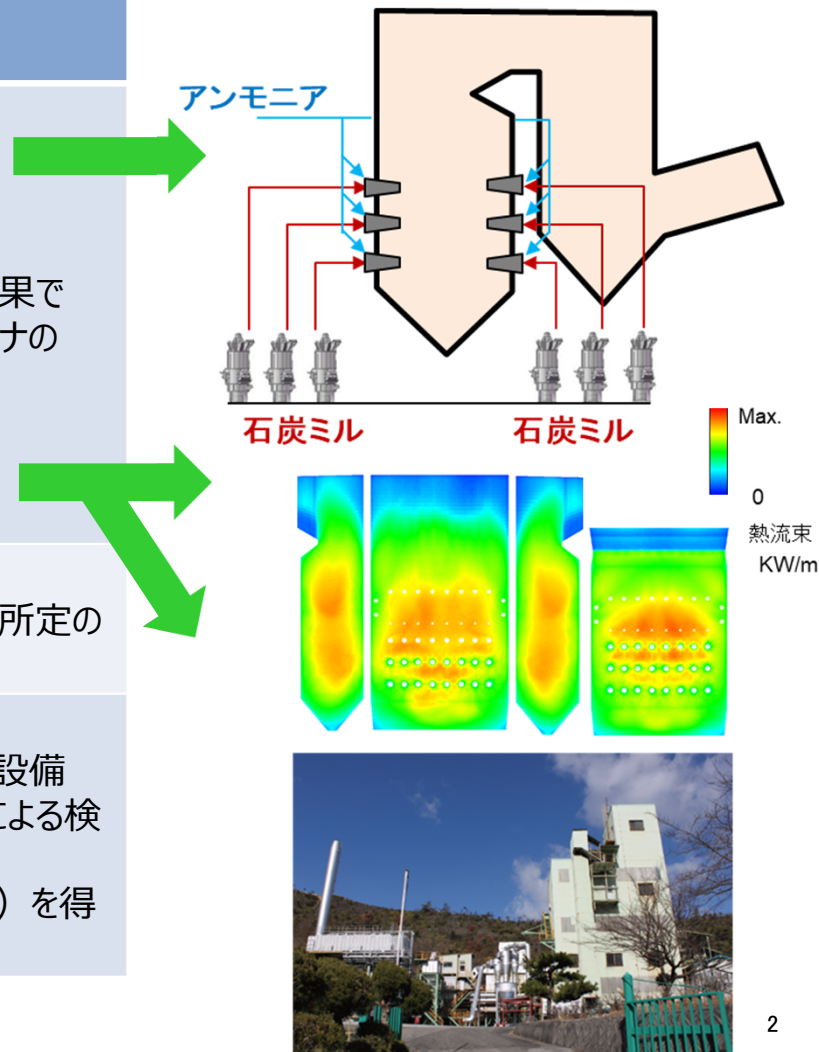 アンモニア
果で
ナの
石炭ミル
石炭ミル
Max.
0
熱流束
KW/m
所定の
設備
による検
）を得
2